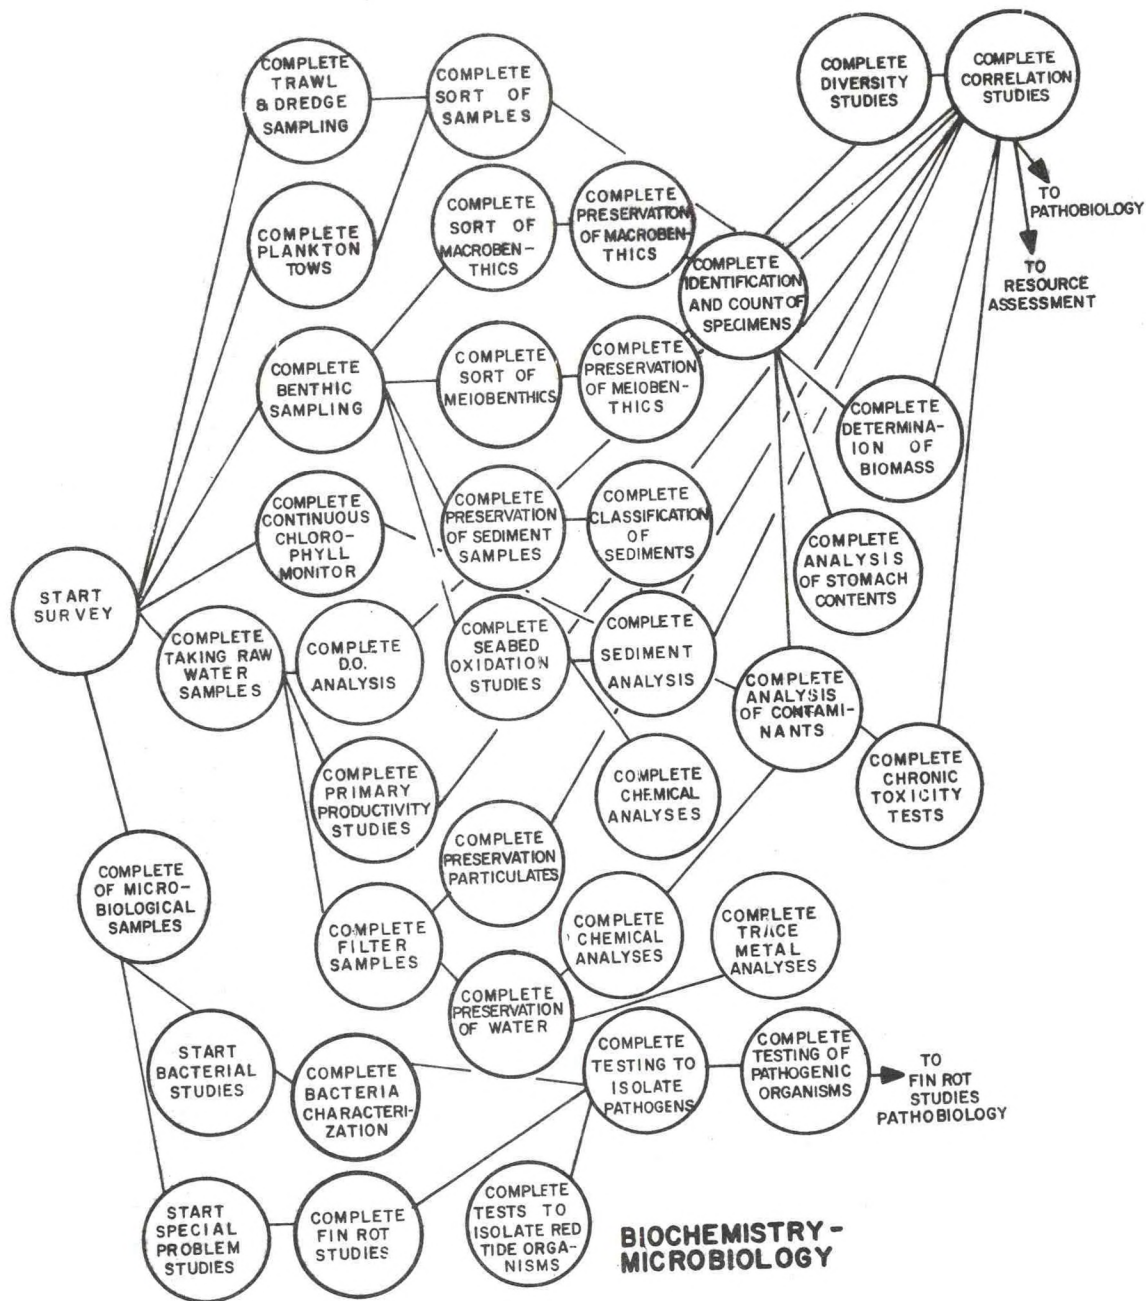 COMPLETE
TRAWL
& DREDGE
SAMPLING
COMPLETE
SORT OF
SAMPLES
COMPLETE
DIVERSITY
STUDIES
COMPLETE
CORRELATION
STUDIES
TO
PATHOBIOLOGY
TO
RESOURCE
ASSESSMENT
COMPLETE
PLANKTON
TOWS
COMPLETE
SORT OF
MACROBEN-
THICS
COMPLETE
PRESERVATION
OF MACROBEN-
THICS
COMPLETE
IDENTIFICATION
AND COUNT OF
SPECIMENS
COMPLETE
BENTHIC
SAMPLING
COMPLETE
SORT OF
MEIOBENTHICS
COMPLETE
PRESERVATION
OF MEIOBEN-
THICS
COMPLETE
DETERMINA-
ION OF
BIOMASS
COMPLETE
CONTINUOUS
CHLORO-
PHYLL
MONITOR
COMPLETE
PRESERVATION
OF SEDIMENT
SAMPLES
COMPLETE
CLASSIFICATION
OF
SEDIMENTS
COMPLETE
ANALYSIS
OF STOMACH
CONTENTS
START
SURVEY
COMPLETE
TAKING RAW
WATER
SAMPLES
COMPLETE
D.O.
ANALYSIS
COMPLETE
SEABED
OXIDATION
STUDIES
COMPLETE
SEDIMENT
ANALYSIS
COMPLETE
ANALYSIS
OF CONTAMI-
NANTS
COMPLETE
PRIMARY
PRODUCTIVITY
STUDIES
COMPLETE
CHEMICAL
ANALYSES
COMPLETE
CHRONIC
TOXICITY
TESTS
COMPLETE
PRESERVATION
PARTICULATES
COMPLETE
OF MICRO-
BIOLOGICAL
SAMPLES
COMPLETE
FILTER
SAMPLES
COMPLETE
CHEMICAL
ANALYSES
COMPLETE
TRACE
METAL
ANALYSES
COMPLETE
PRESERVATION
OF WATER
START
BACTERIAL
STUDIES
COMPLETE
BACTERIA
CHARACTERI-
ZATION
COMPLETE
TESTING TO
ISOLATE
PATHOGENS
COMPLETE
TESTING OF
PATHOGENIC
ORGANISMS
TO
FIN ROT
STUDIES
PATHOBIOLOGY
START
SPECIAL
PROBLEM
STUDIES
COMPLETE
FIN ROT
STUDIES
COMPLETE
TESTS TO
ISOLATE RED
TIDE ORGA-
NISMS
BIOCHEMISTRY-
MICROBIOLOGY